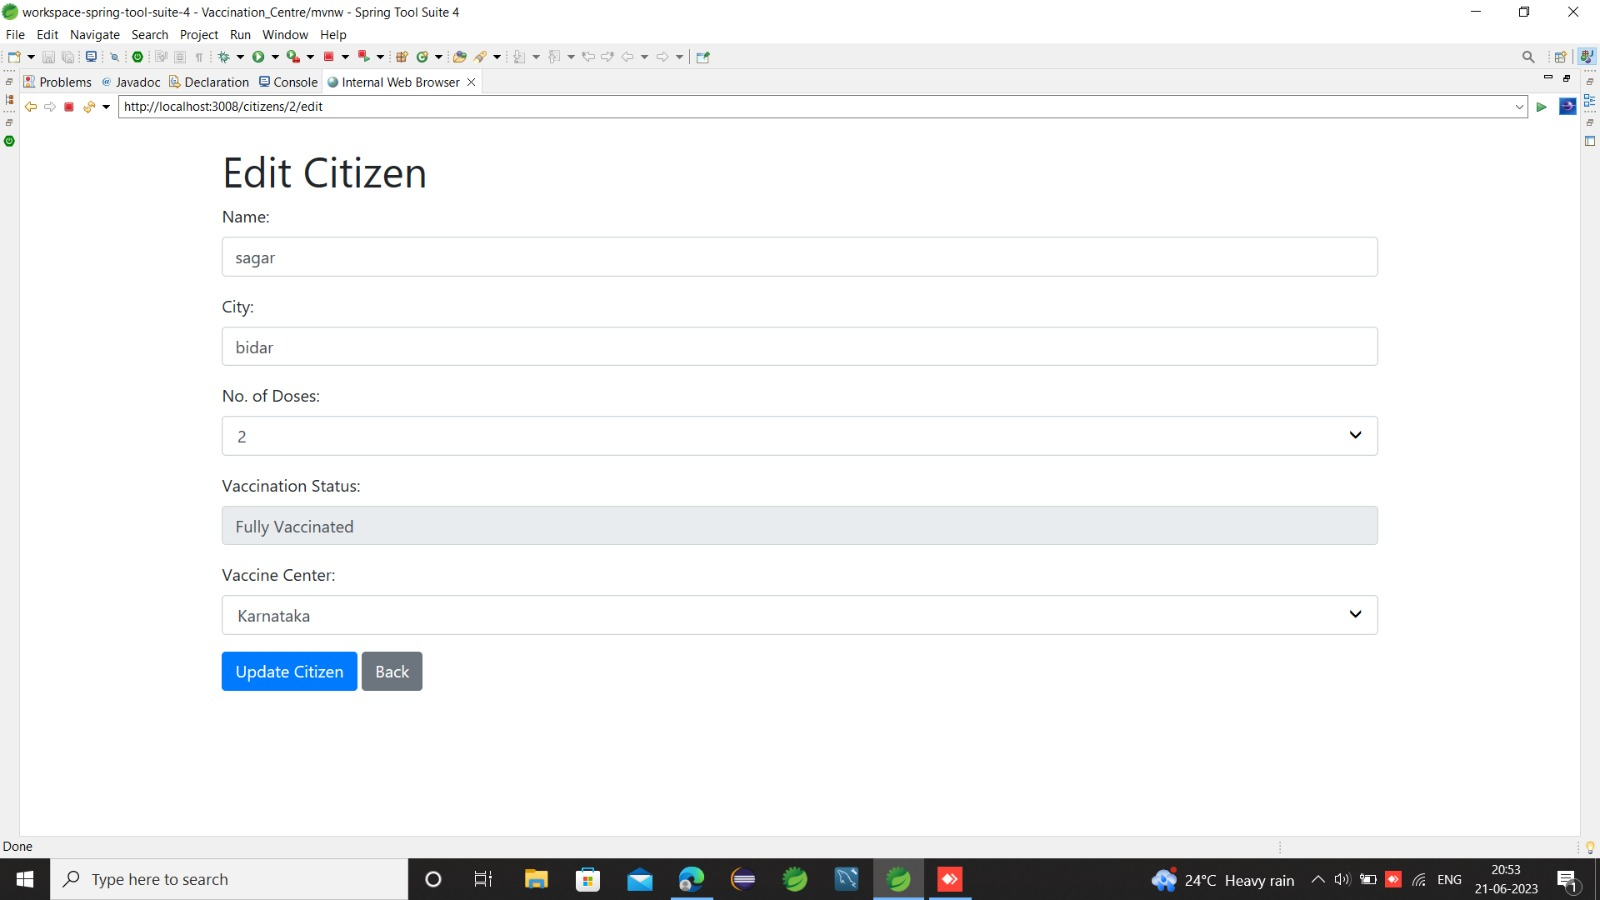 workspace-spring-tool-suite-4 - Vaccination_Centre/mvnw - Spring Tool Suite 4
File Edit Navigate Search Project Run Window Help
Problems @ Javadoc Declaration Console Internal Web Browser
http://localhost:3008/citizens/2/edit
Edit Citizen
Name:
sagar
City:
bidar
No. of Doses:
2
Vaccination Status:
Fully Vaccinated
Vaccine Center:
Karnataka
Update Citizen Back
Done
Type here to search
24°C Heavy rain
ENG
20:53
21-06-2023
1